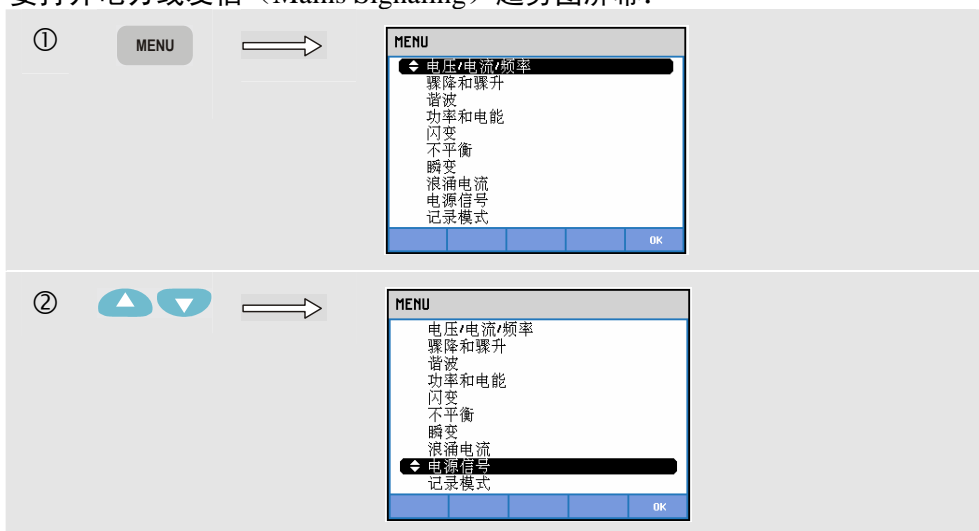 要打开电力线发信（Mains Signaling）趋势图屏幕：
①
MENU
MENU
电压/电流/频率
骤降和骤升
谐波
功率和电能
闪变
不平衡
瞬变
浪涌电流
电源信号
记录模式
OK
②
MENU
电压/电流/频率
骤降和骤升
谐波
功率和电能
闪变
不平衡
瞬变
浪涌电流
电源信号
记录模式
OK